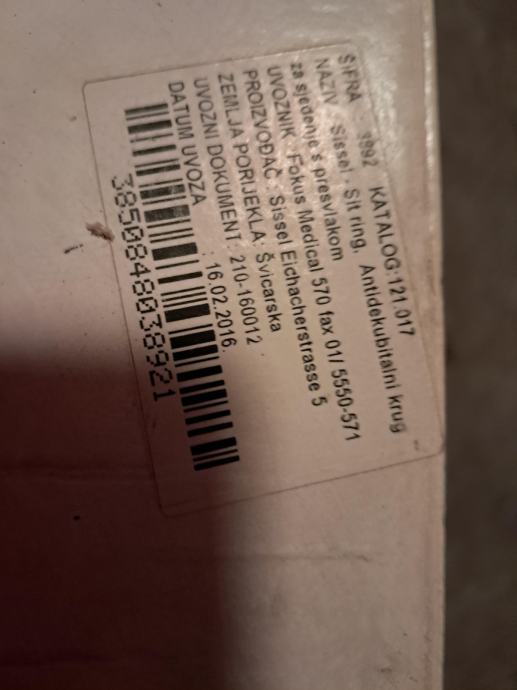 ŠIFRA : 3992 KATALOG:121.017
NAZIV : Sissel - Sit ring, Antidekubitalni krug
za sjedenje s presvlakom
UVOZNIK : Fokus Medical 570 fax 01/ 5550-571
PROIZVOĐAČ : Sissel Eichacherstrasse 5
ZEMLJA PORIJEKLA: Švicarska
UVOZNI DOKUMENT : 210-160012
DATUM UVOZA : 16.02.2016.
3850848038921